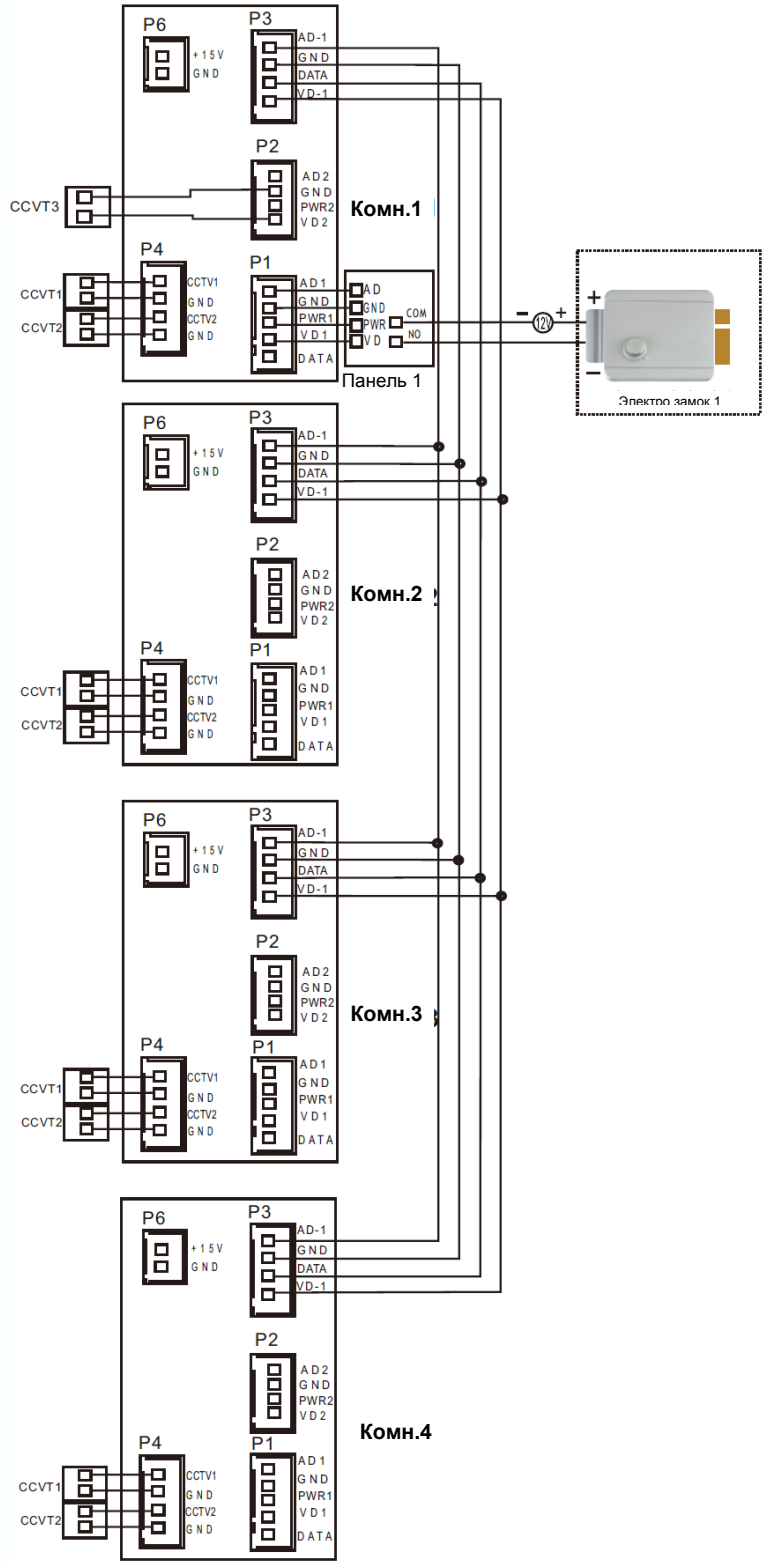 P6
+15V
GND
P3
AD-1
GND
DATA
VD-1
P2
AD2
GND
PWR2
VD2
Комн.1
CCVT3
P4
CCTV1
GND
CCTV2
GND
CCVT1
CCVT2
P1
AD1
GND
PWR1
VD1
DATA
AD
GND
PWR
VD
COM
NO
Панель 1
- 12V +
+
-
Электро замок 1
P6
+15V
GND
P3
AD-1
GND
DATA
VD-1
P2
AD2
GND
PWR2
VD2
Комн.2
P4
CCTV1
GND
CCTV2
GND
CCVT1
CCVT2
P1
AD1
GND
PWR1
VD1
DATA
P6
+15V
GND
P3
AD-1
GND
DATA
VD-1
P2
AD2
GND
PWR2
VD2
Комн.3
P4
CCTV1
GND
CCTV2
GND
CCVT1
CCVT2
P1
AD1
GND
PWR1
VD1
DATA
P6
+15V
GND
P3
AD-1
GND
DATA
VD-1
P2
AD2
GND
PWR2
VD2
Комн.4
P4
CCTV1
GND
CCTV2
GND
CCVT1
CCVT2
P1
AD1
GND
PWR1
VD1
DATA